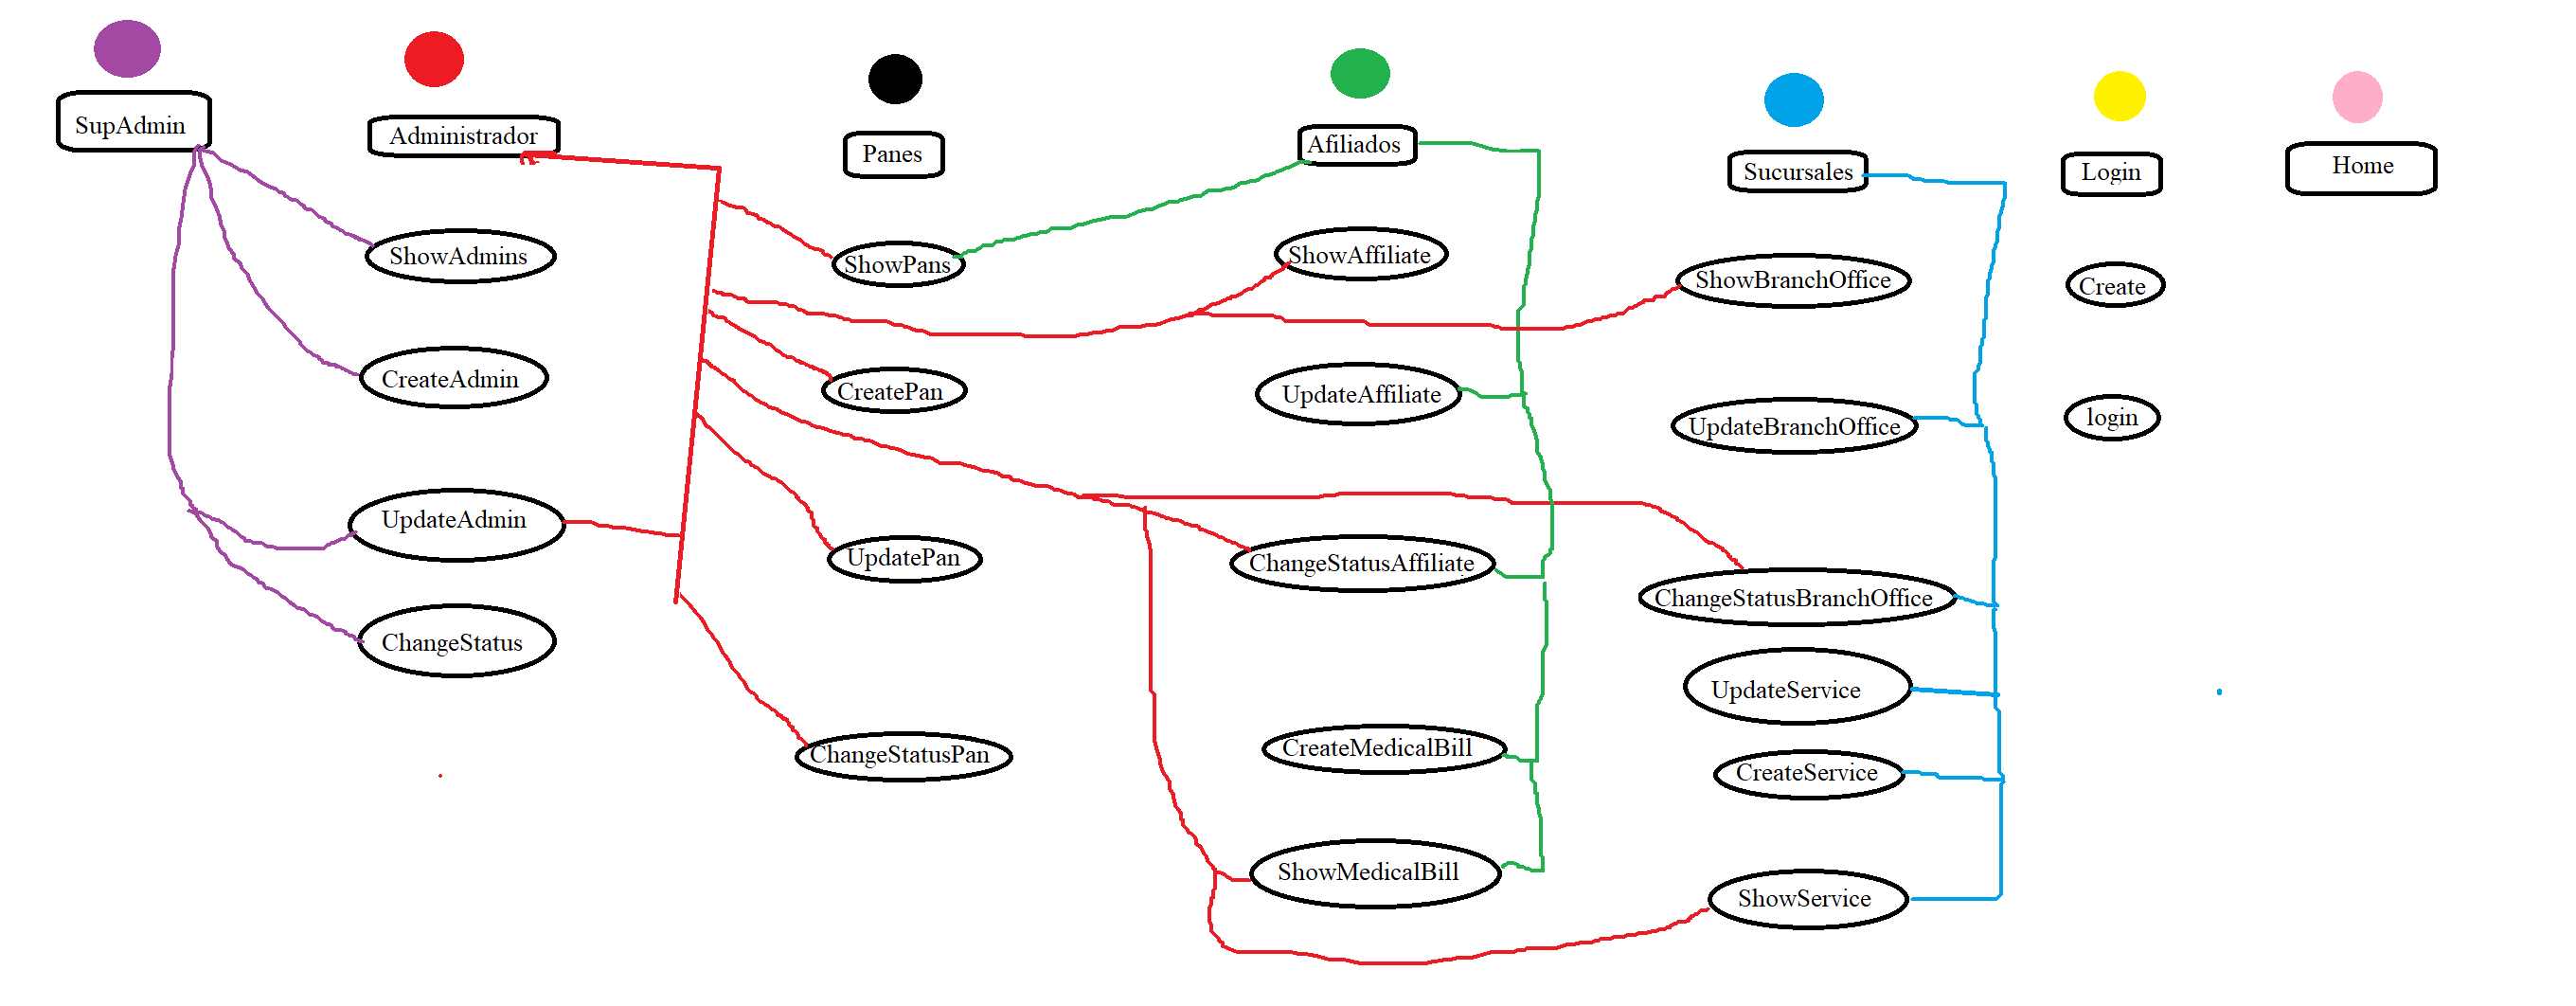 SupAdmin
Administrador
ShowAdmins
CreateAdmin
UpdateAdmin
ChangeStatus
Panes
ShowPans
CreatePan
UpdatePan
ChangeStatusPan
Afiliados
ShowAffiliate
UpdateAffiliate
ChangeStatusAffiliate
CreateMedicalBill
ShowMedicalBill
Sucursales
ShowBranchOffice
UpdateBranchOffice
ChangeStatusBranchOffice
UpdateService
CreateService
ShowService
Login
Create
login
Home